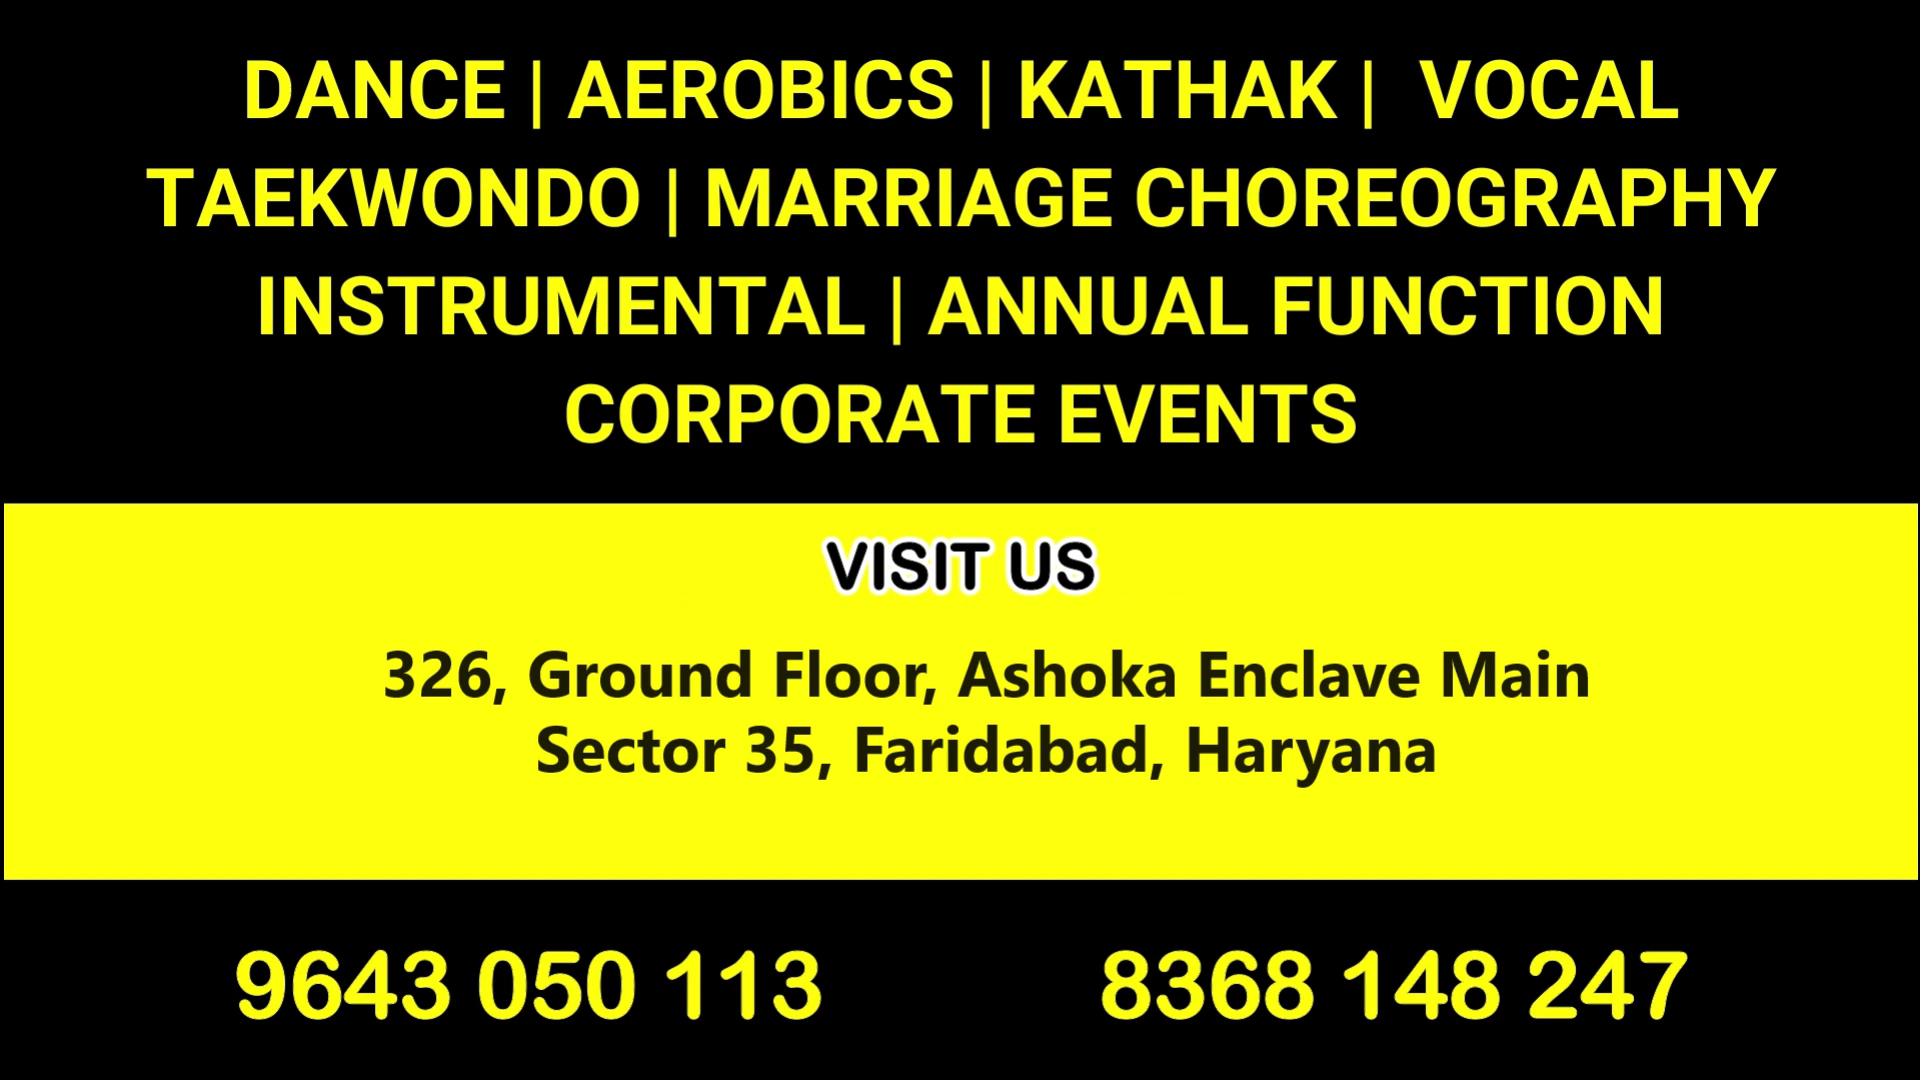 DANCE | AEROBICS | KATHAK | VOCAL
TAEKWONDO | MARRIAGE CHOREOGRAPHY
INSTRUMENTAL | ANNUAL FUNCTION
CORPORATE EVENTS
VISIT US
326, Ground Floor, Ashoka Enclave Main
Sector 35, Faridabad, Haryana
9643 050 113 8368 148 247